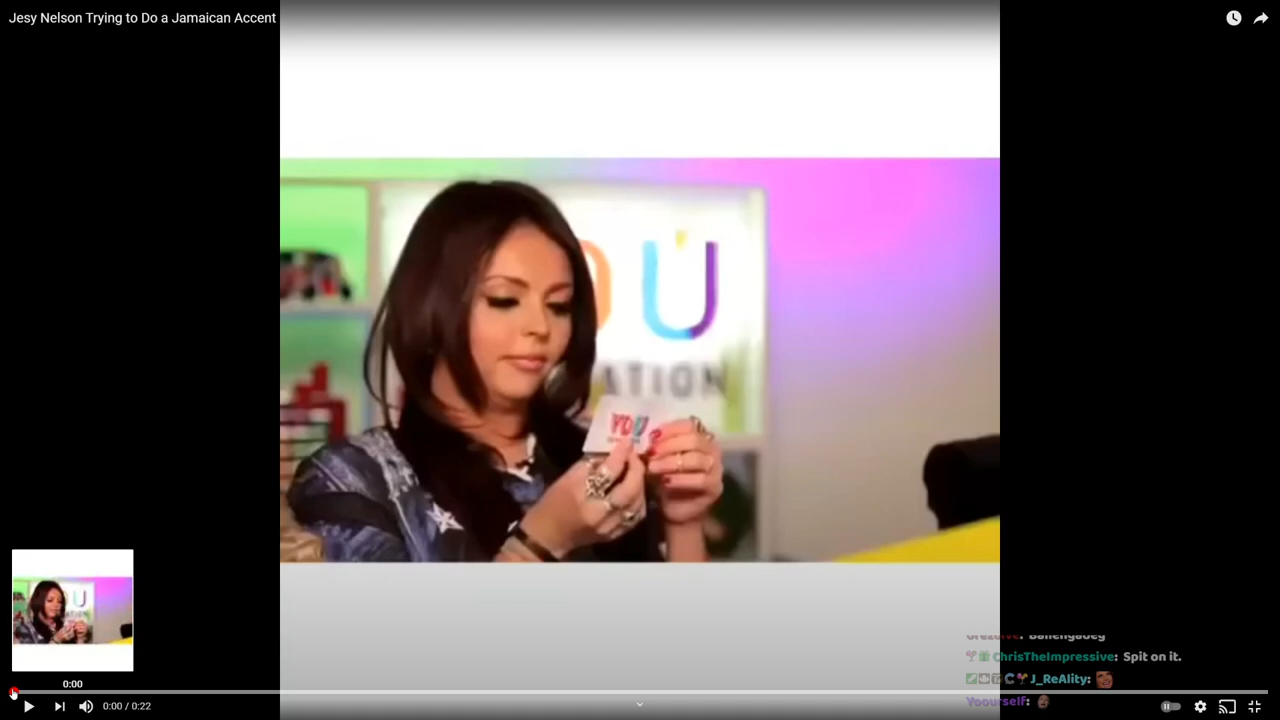 Jesy Nelson Trying to Do a Jamaican Accent
U
ATION
YOU
ChrisTheImpressive: Spit on it.
J_ReAlity:
Yoourself:
0:00
0:00 / 0:22